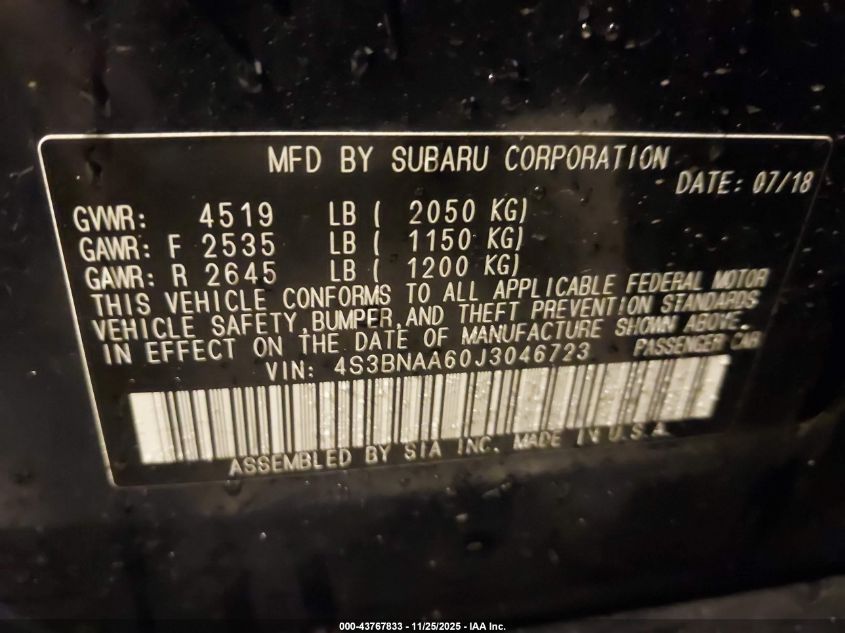 MFD BY SUBARU CORPORATION
DATE: 07/18
GVWR: 4519 LB ( 2050 KG)
GAWR: F 2535 LB ( 1150 KG)
GAWR: R 2645 LB ( 1200 KG)
THIS VEHICLE CONFORMS TO ALL APPLICABLE FEDERAL MOTOR
VEHICLE SAFETY, BUMPER, AND THEFT PREVENTION STANDARDS
IN EFFECT ON THE DATE OF MANUFACTURE SHOWN ABOVE.
VIN: 4S3BNAA60J3046723 PASSENGER CAR
ASSEMBLED BY SIA INC. MADE IN U.S.A.
000-43767833 - 11/25/2025 - IAA Inc.